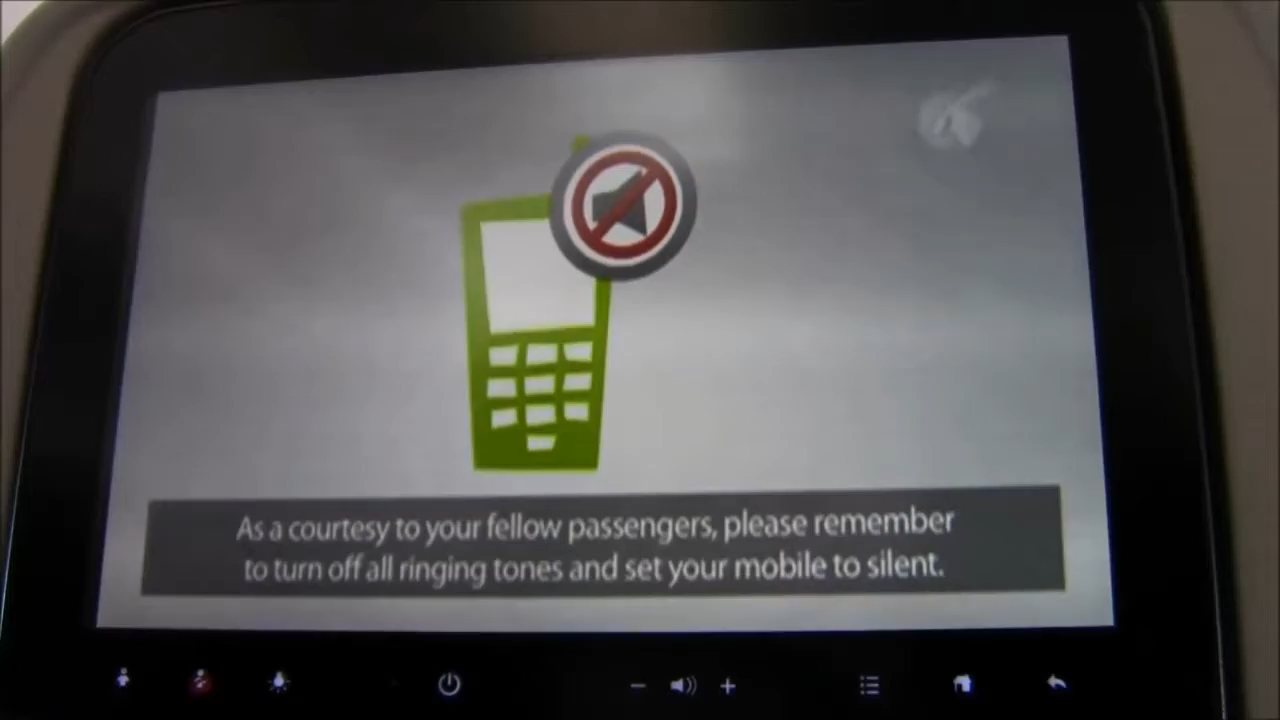 As a courtesy to your fellow passengers, please remember
to turn off all ringing tones and set your mobile to silent.